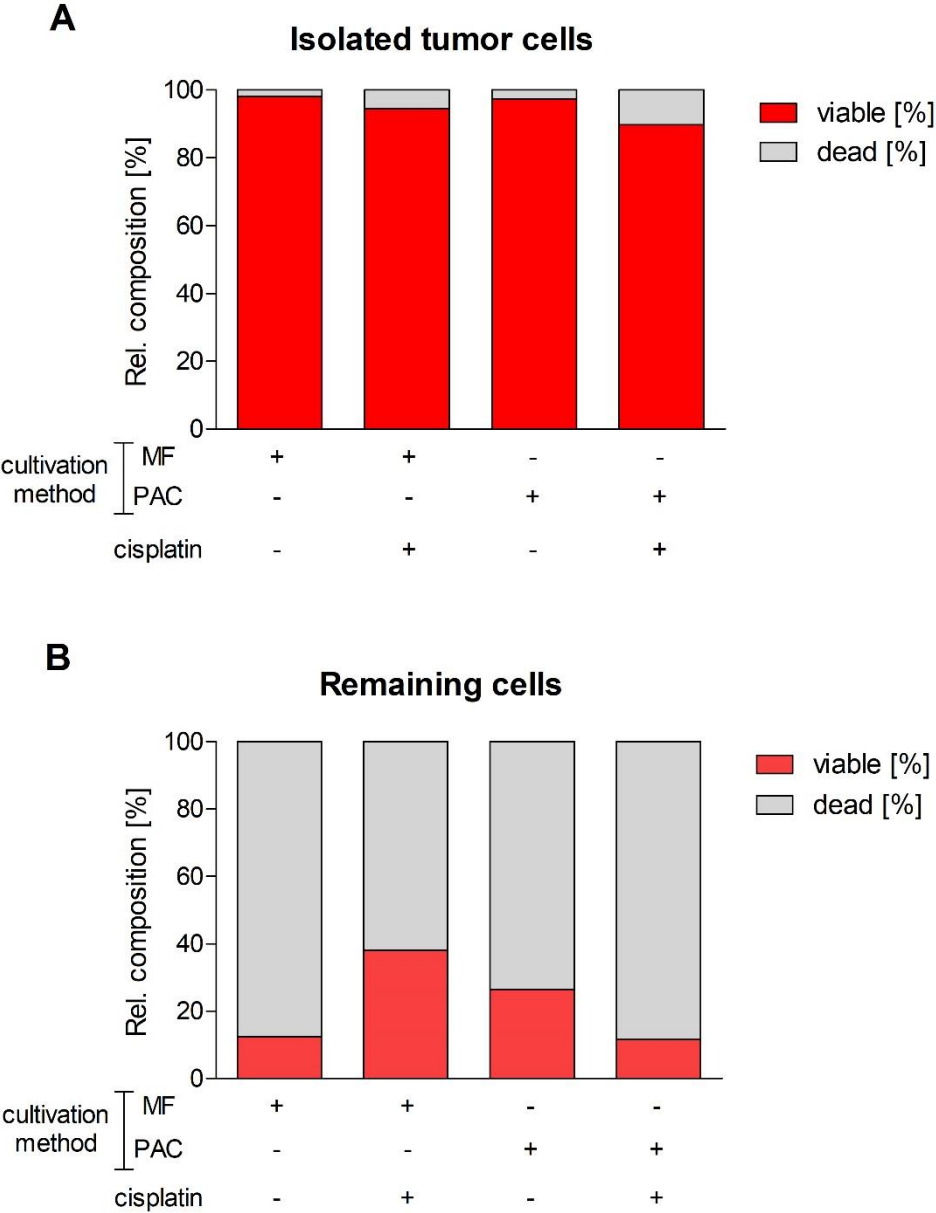 A
Isolated tumor cells
Rel. composition [%]
100
80
60
40
20
0
viable [%]
dead [%]
cultivation method
MF + + - -
PAC - - + +
cisplatin - + - +
B
Remaining cells
Rel. composition [%]
100
80
60
40
20
0
viable [%]
dead [%]
cultivation method
MF + + - -
PAC - - + +
cisplatin - + - +